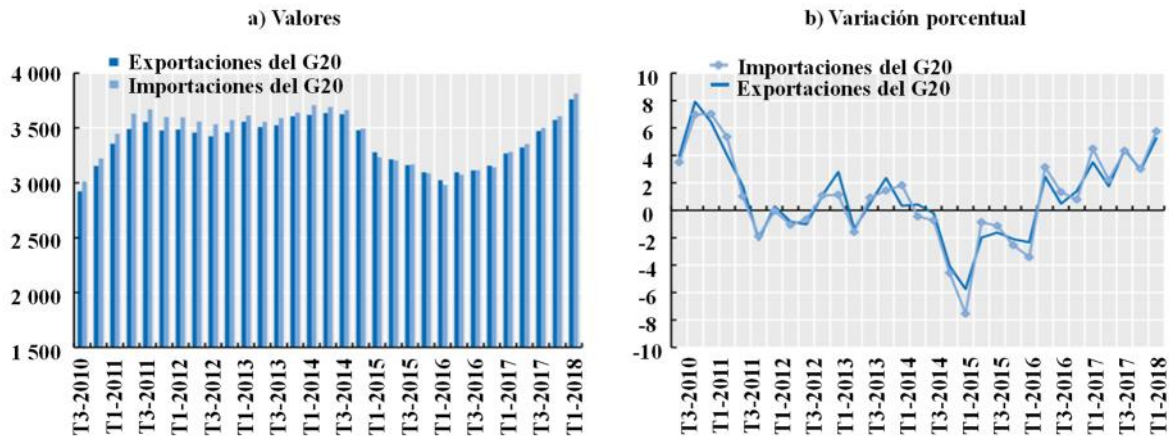 a) Valores
Exportaciones del G20
Importaciones del G20
4 000
3 500
3 000
2 500
2 000
1 500
T3-2010
T1-2011
T3-2011
T1-2012
T3-2012
T1-2013
T3-2013
T1-2014
T3-2014
T1-2015
T3-2015
T1-2016
T3-2016
T1-2017
T3-2017
T1-2018
b) Variación porcentual
Importaciones del G20
Exportaciones del G20
10
8
6
4
2
0
-2
-4
-6
-8
-10
T3-2010
T1-2011
T3-2011
T1-2012
T3-2012
T1-2013
T3-2013
T1-2014
T3-2014
T1-2015
T3-2015
T1-2016
T3-2016
T1-2017
T3-2017
T1-2018